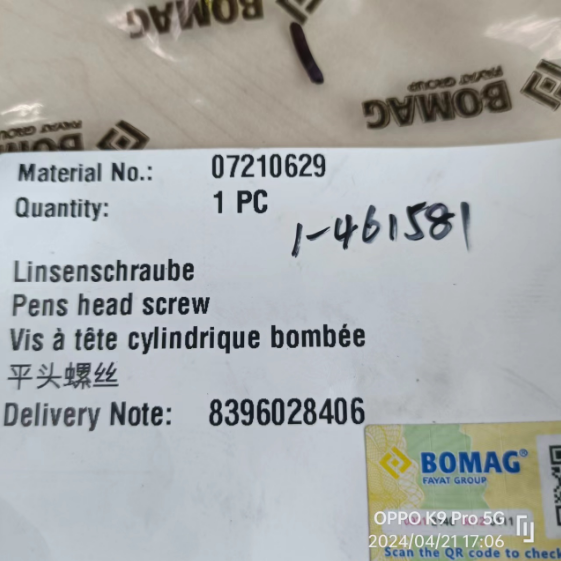 BOMAG
BOMAG
FAYAT GROUP
Material No.: 07210629
Quantity: 1 PC
1-461581
Linsenschraube
Pens head screw
Vis à tête cylindrique bombée
平头螺丝
Delivery Note: 8396028406
BOMAG®
FAYAT GROUP
OPPO K9 Pro 5G
2024/04/21 17:06
Scan the QR code to check